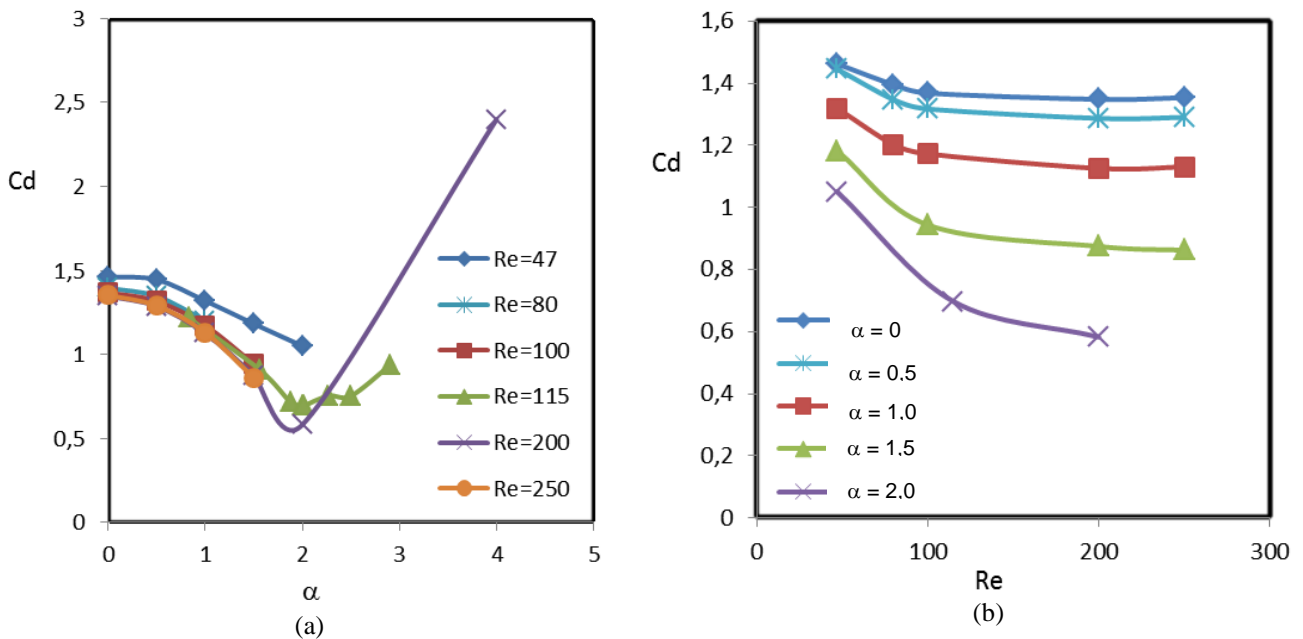 3
2,5
2
1,5
1
0,5
0
Cd
0 1 2 3 4 5
α
Re=47
Re=80
Re=100
Re=115
Re=200
Re=250
(a)
1,6
1,4
1,2
1
0,8
0,6
0,4
0,2
0
Cd
0 100 200 300
Re
α = 0
α = 0.5
α = 1.0
α = 1.5
α = 2.0
(b)